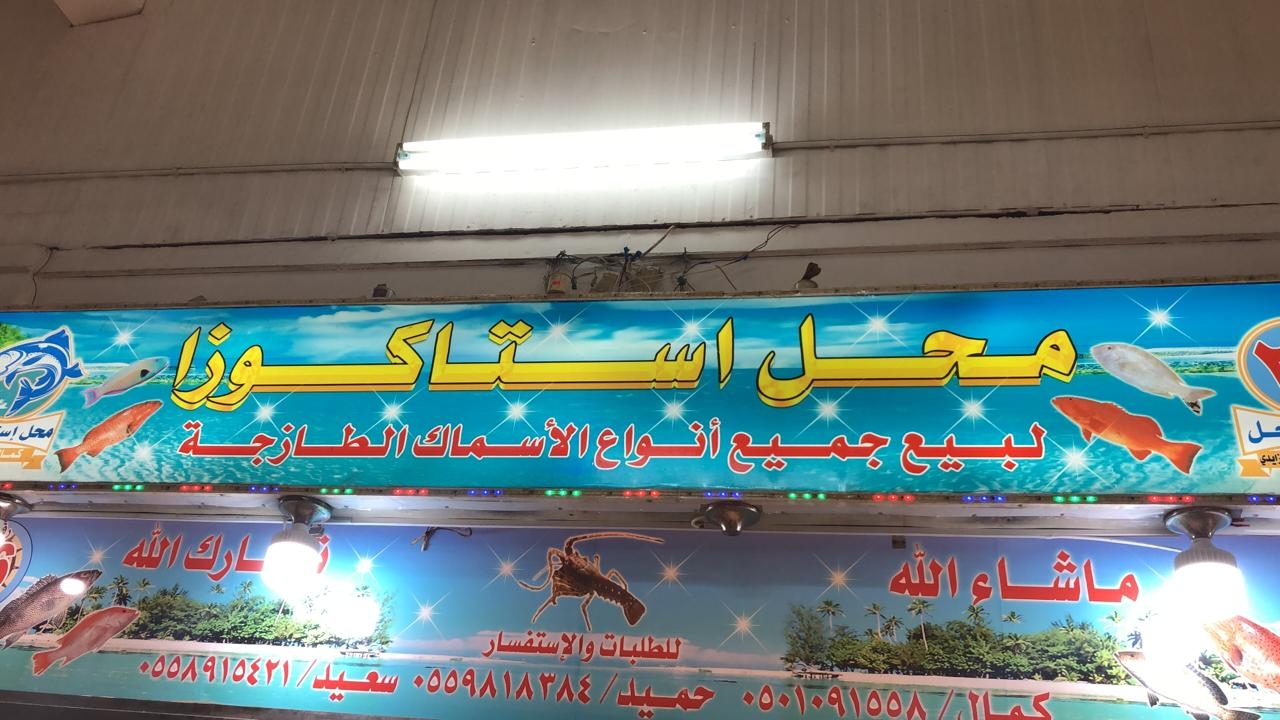 محل استاكوزا
لبيع جميع أنواع الأسماك الطازجة
ماشاء الله
تبارك الله
للطلبات والإستفسار
كمال/ ٠٥٠١٠٩١٥٥٨ حميد/ ٠٥٥٩٨١٨٣٨٤ سعيد/ ٠٥٥٨٩١٥٤٢١